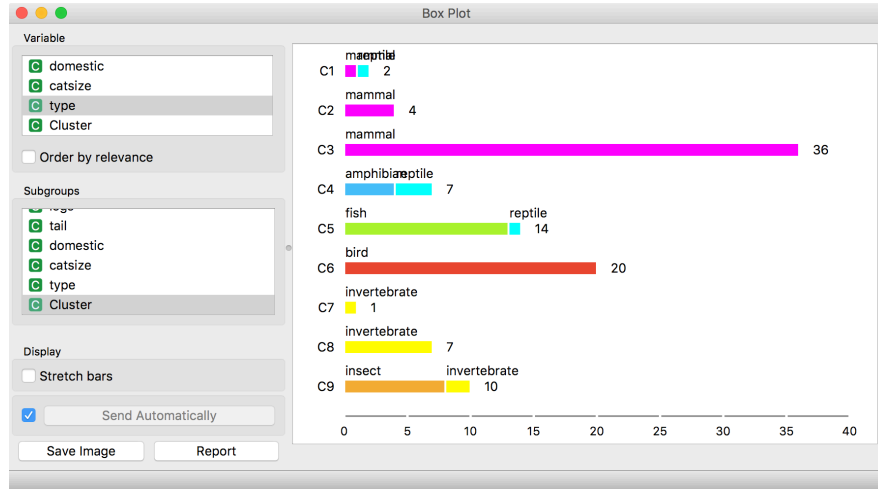 Box Plot
Variable
C domestic
C catsize
C type
C Cluster
Order by relevance
Subgroups
C tail
C domestic
C catsize
C type
C Cluster
Display
Stretch bars
Send Automatically
Save Image Report
mammal reptile
C1 2
mammal
C2 4
mammal
C3 36
amphibian reptile
C4 7
fish reptile
C5 14
bird
C6 20
invertebrate
C7 1
invertebrate
C8 7
insect invertebrate
C9 10
0 5 10 15 20 25 30 35 40